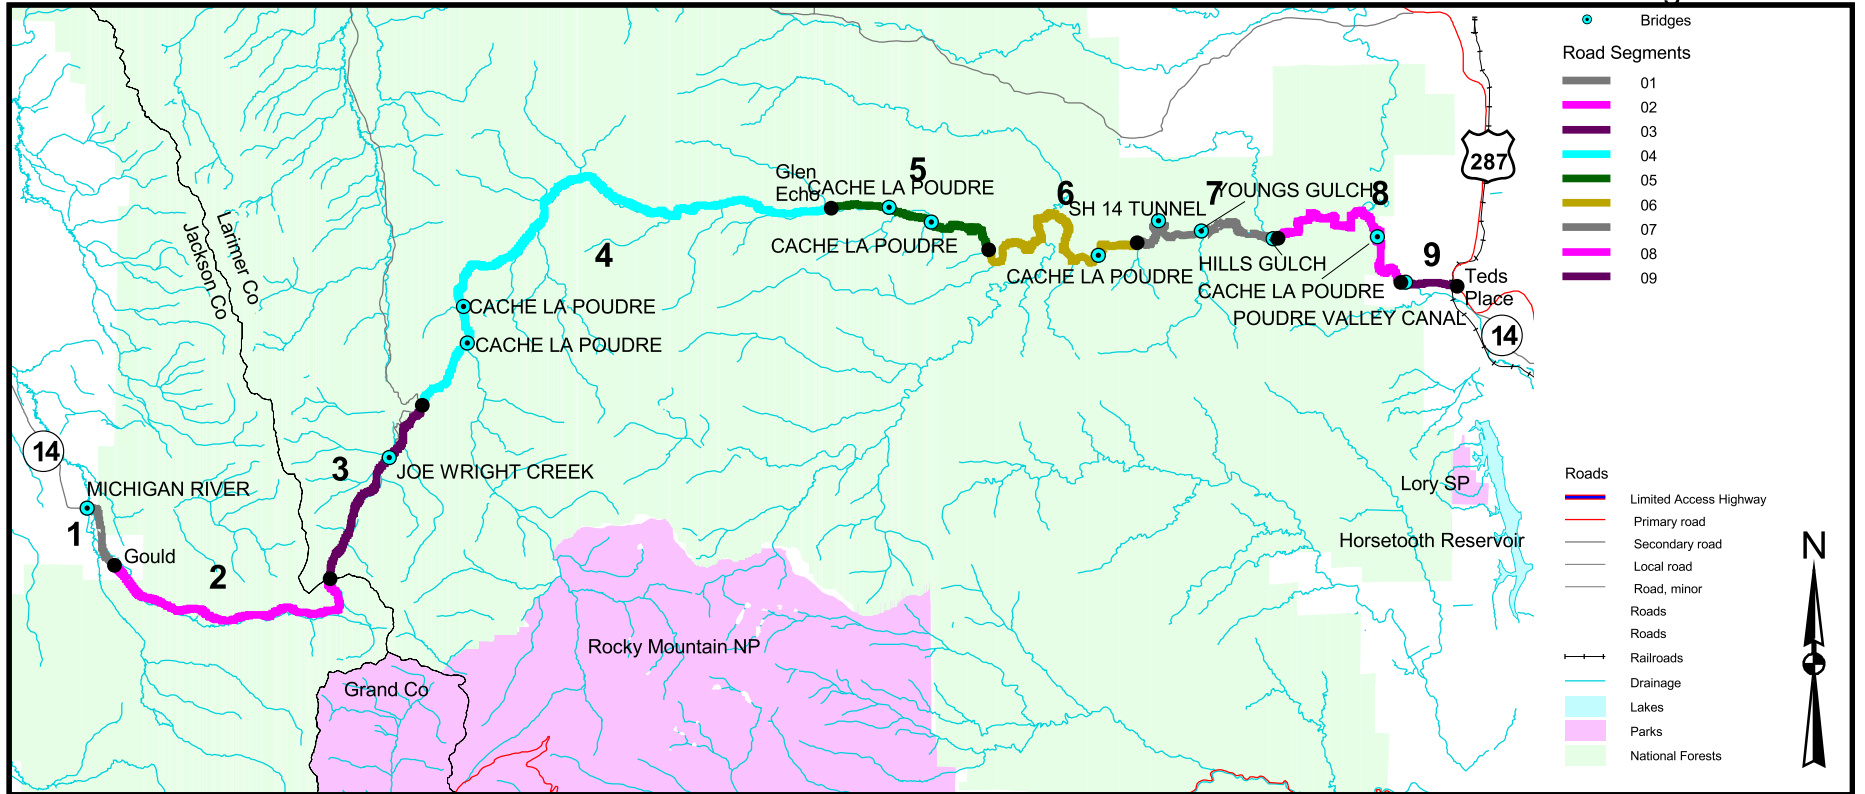 Bridges
Road Segments
01
02
03
04
05
06
07
08
09
287
Glen
Echo
5
CACHE LA POUDRE
6
7
YOUNGS GULCH
8
SH 14 TUNNEL
CACHE LA POUDRE
4
CACHE LA POUDRE
HILLS GULCH
9
CACHE LA POUDRE
Teds
Place
POUDRE VALLEY CANAL
14
Larimer Co
Jackson Co
CACHE LA POUDRE
CACHE LA POUDRE
14
3
JOE WRIGHT CREEK
MICHIGAN RIVER
1
Gould
2
Lory SP
Horsetooth Reservoir
Rocky Mountain NP
Grand Co
Roads
Limited Access Highway
Primary road
Secondary road
Local road
Road, minor
Roads
Roads
Railroads
Drainage
Lakes
Parks
National Forests
N